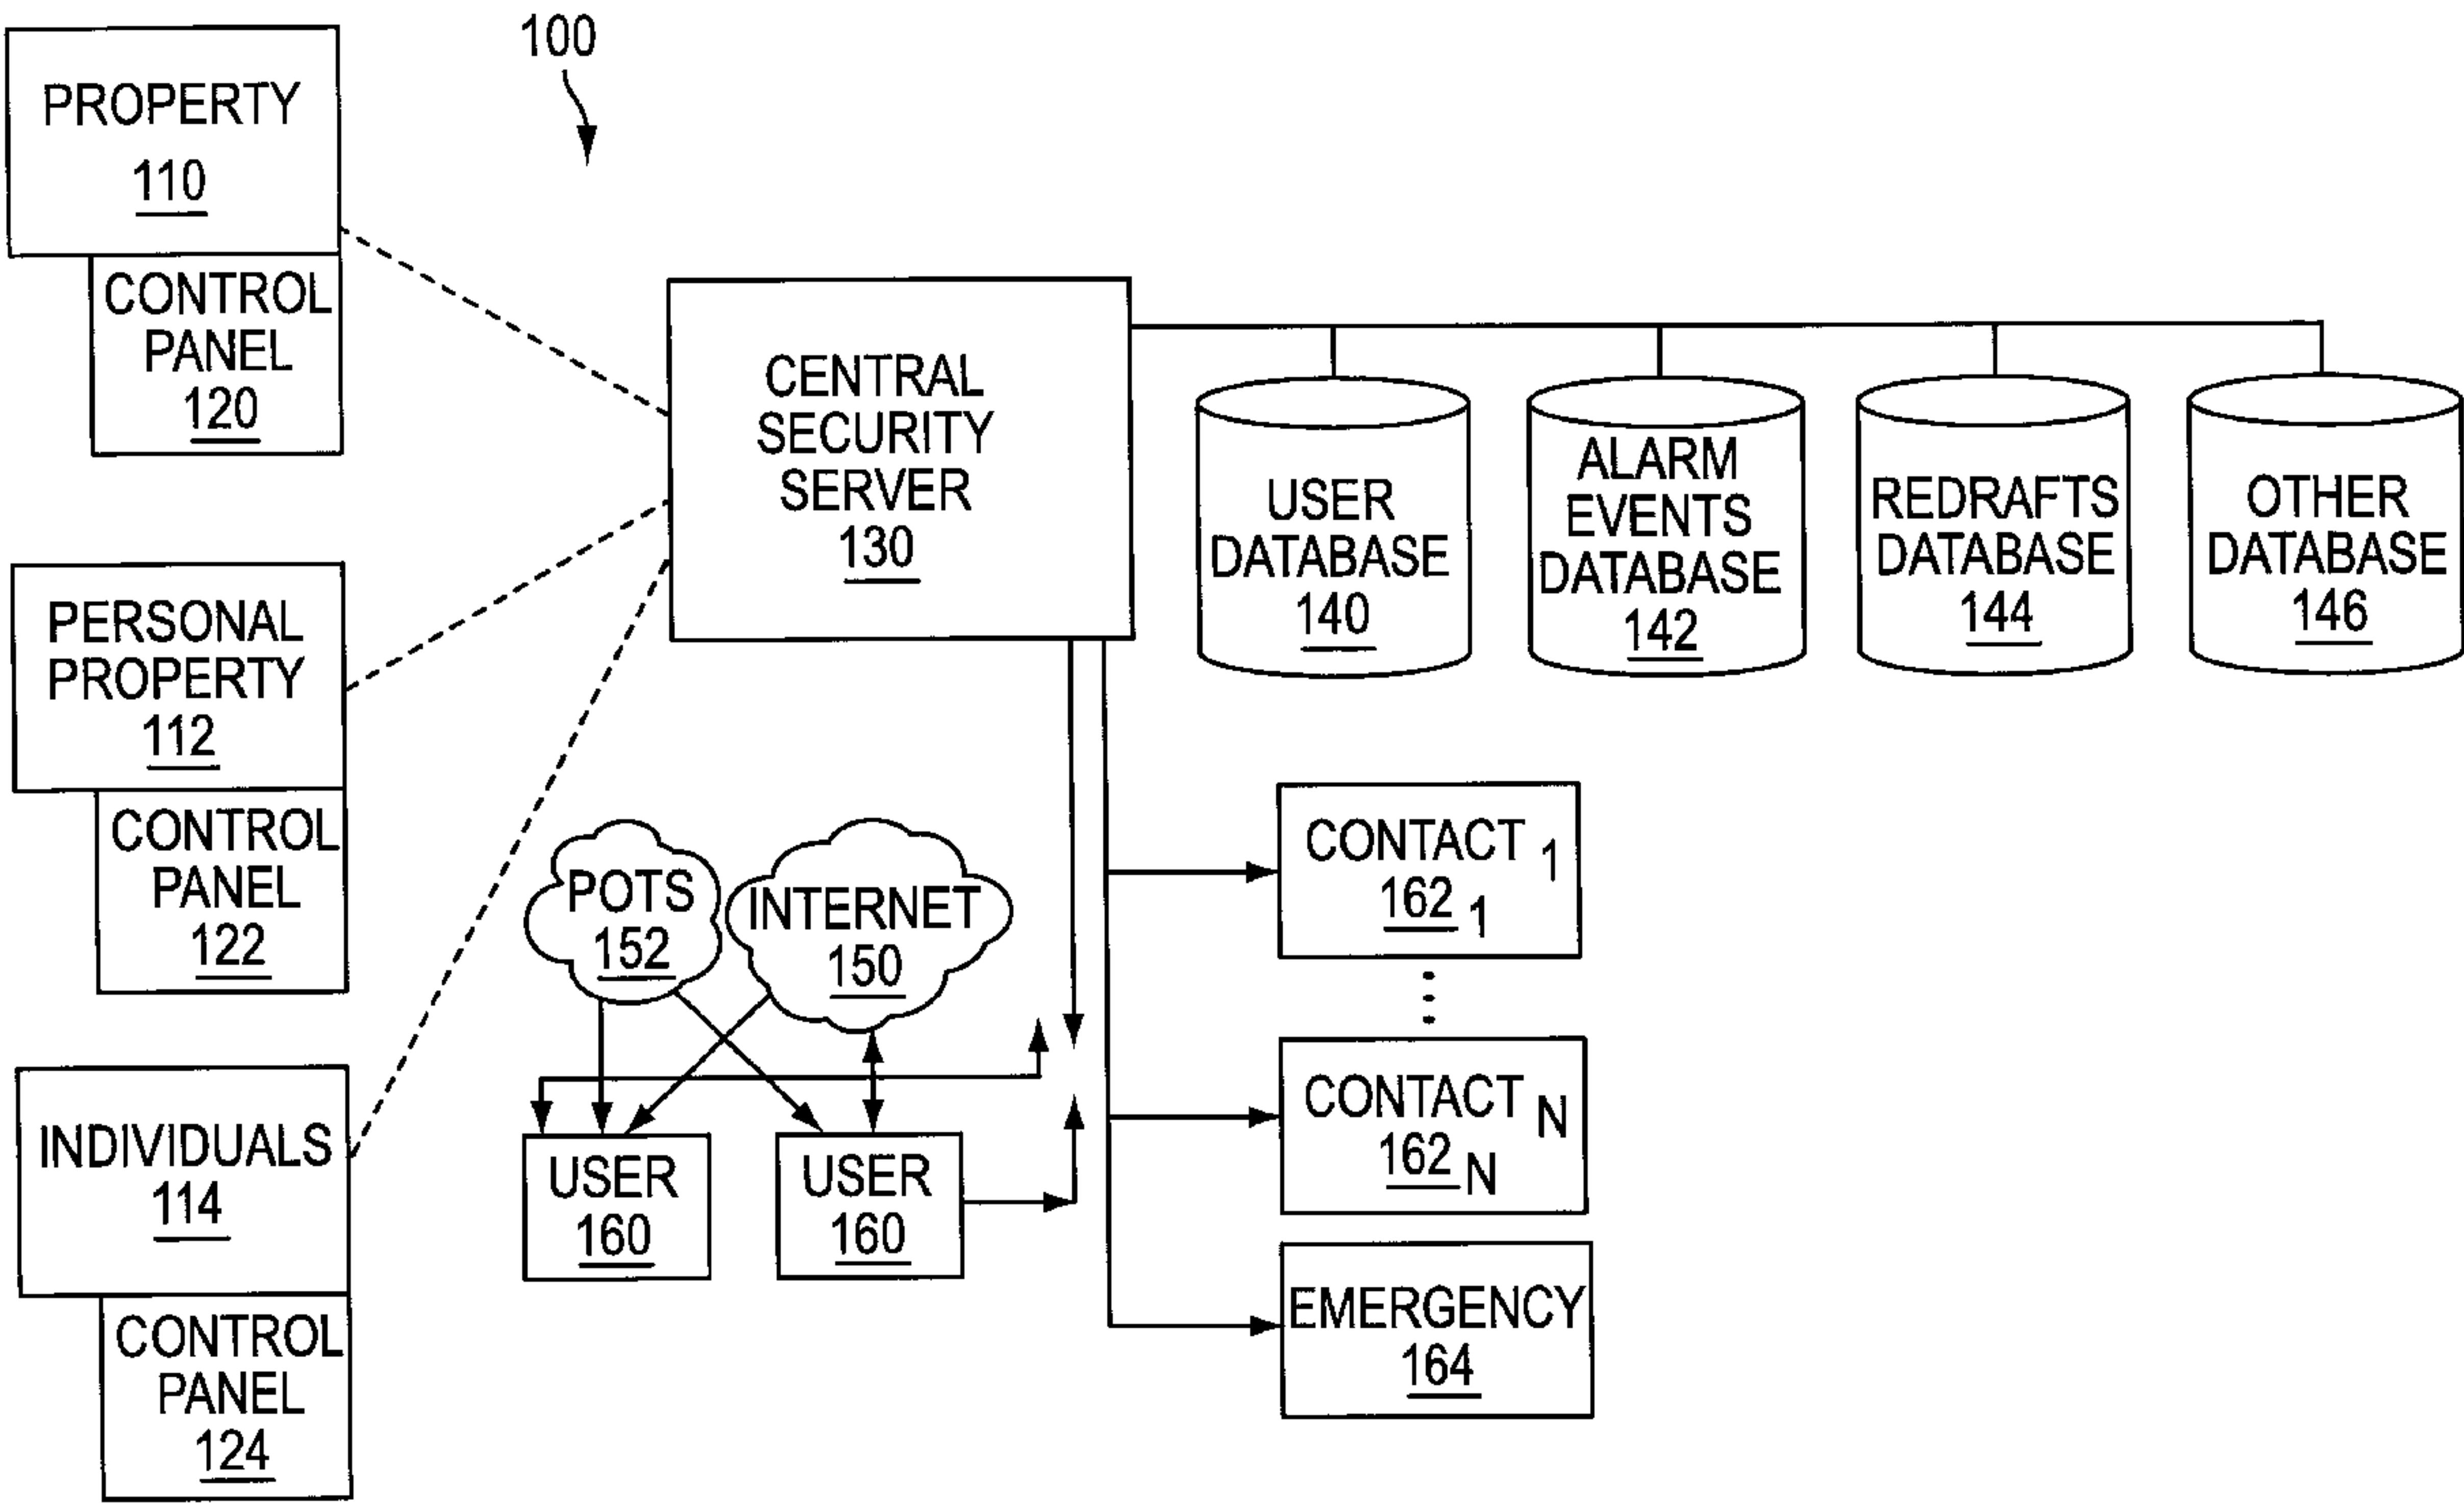 100
PROPERTY
110
CONTROL
PANEL
120
PERSONAL
PROPERTY
112
CONTROL
PANEL
122
INDIVIDUALS
114
CONTROL
PANEL
124
CENTRAL
SECURITY
SERVER
130
USER
DATABASE
140
ALARM
EVENTS
DATABASE
142
REDRAFTS
DATABASE
144
OTHER
DATABASE
146
POTS
152
INTERNET
150
USER
160
USER
160
CONTACT 1
162 1
CONTACT N
162 N
EMERGENCY
164